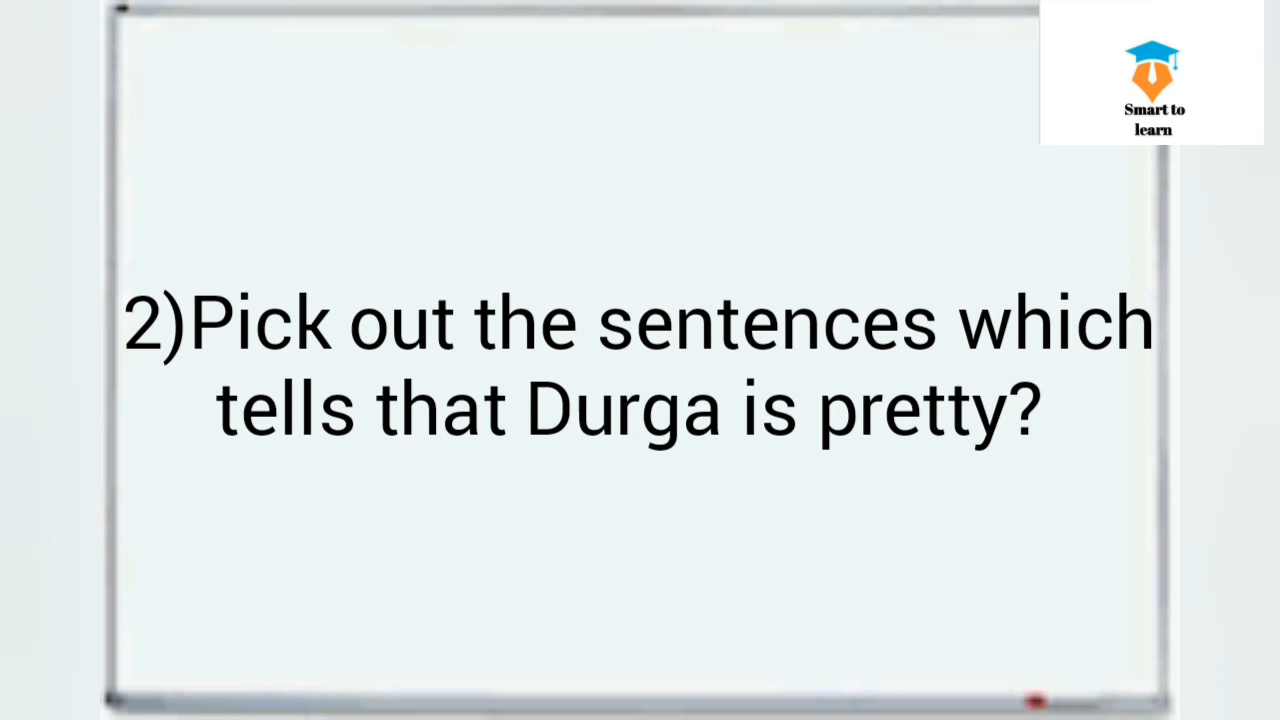 Smart to
learn
2)Pick out the sentences which
tells that Durga is pretty?